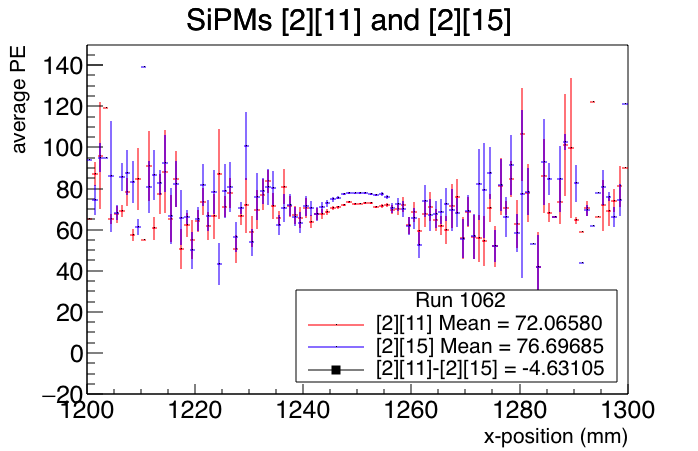 SiPMs [2][11] and [2][15]
average PE
140
120
100
80
60
40
20
0
−20
1200
1220
1240
1260
1280
1300
x-position (mm)
Run 1062
[2][11] Mean = 72.06580
[2][15] Mean = 76.69685
[2][11]-[2][15] = -4.63105